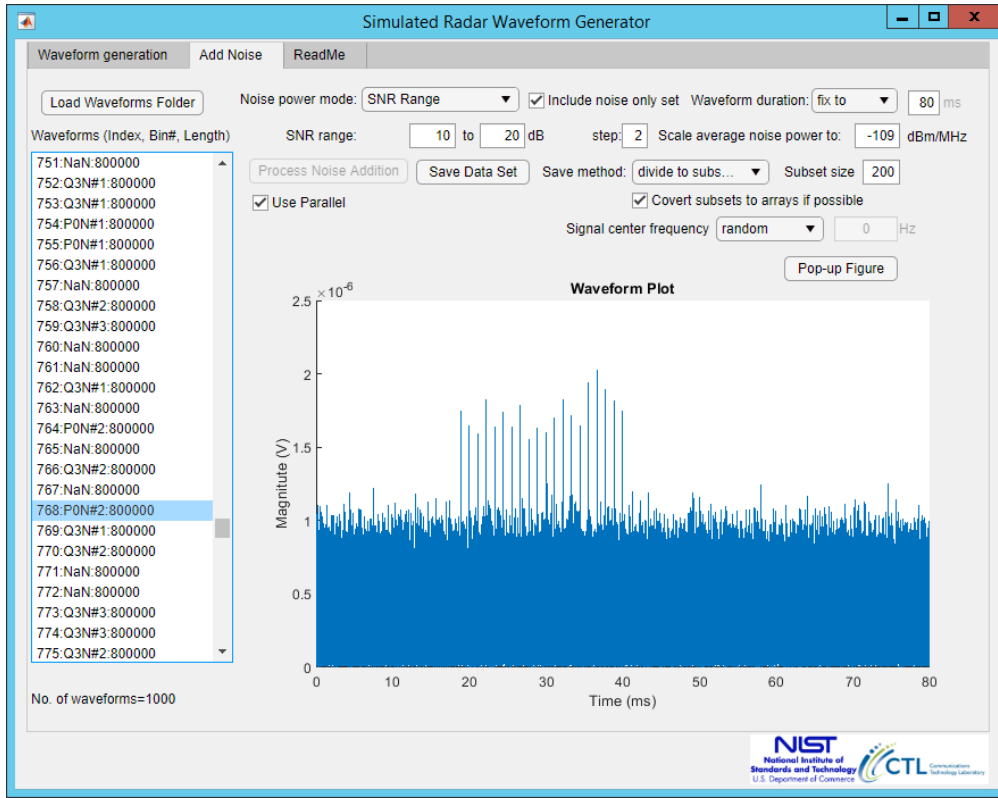 Simulated Radar Waveform Generator
Waveform generation Add Noise ReadMe
Load Waveforms Folder Noise power mode: SNR Range Include noise only set Waveform duration: fix to 80 ms
Waveforms (Index, Bin#, Length) SNR range: 10 to 20 dB step: 2 Scale average noise power to: -109 dBm/MHz
Process Noise Addition Save Data Set Save method: divide to subs... Subset size 200
Use Parallel Covert subsets to arrays if possible
Signal center frequency random 0 Hz
Pop-up Figure
751:NaN:800000
752:Q3N#1:800000
753:Q3N#1:800000
754:P0N#1:800000
755:P0N#1:800000
756:Q3N#1:800000
757:NaN:800000
758:Q3N#2:800000
759:Q3N#3:800000
760:NaN:800000
761:NaN:800000
762:Q3N#1:800000
763:NaN:800000
764:P0N#2:800000
765:NaN:800000
766:Q3N#2:800000
767:NaN:800000
768:P0N#2:800000
769:Q3N#1:800000
770:Q3N#2:800000
771:NaN:800000
772:NaN:800000
773:Q3N#3:800000
774:Q3N#3:800000
775:Q3N#2:800000
No. of waveforms=1000
Waveform Plot
×10-6
2.5
2
1.5
1
0.5
0
Magnitute (V)
0 10 20 30 40 50 60 70 80
Time (ms)
NIST
National Institute of
Standards and Technology
U.S. Department of Commerce
CTL Communications
Technology Laboratory